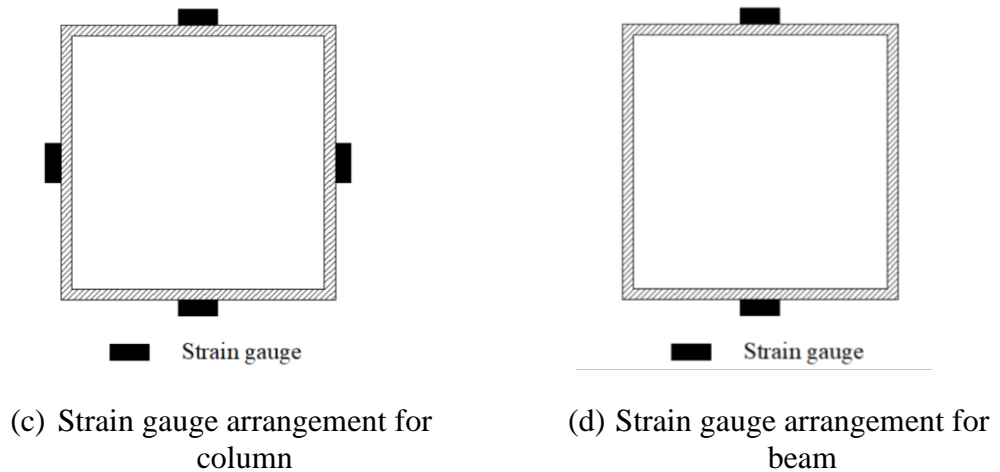 Strain gauge
Strain gauge
(c) Strain gauge arrangement for
column
(d) Strain gauge arrangement for
beam